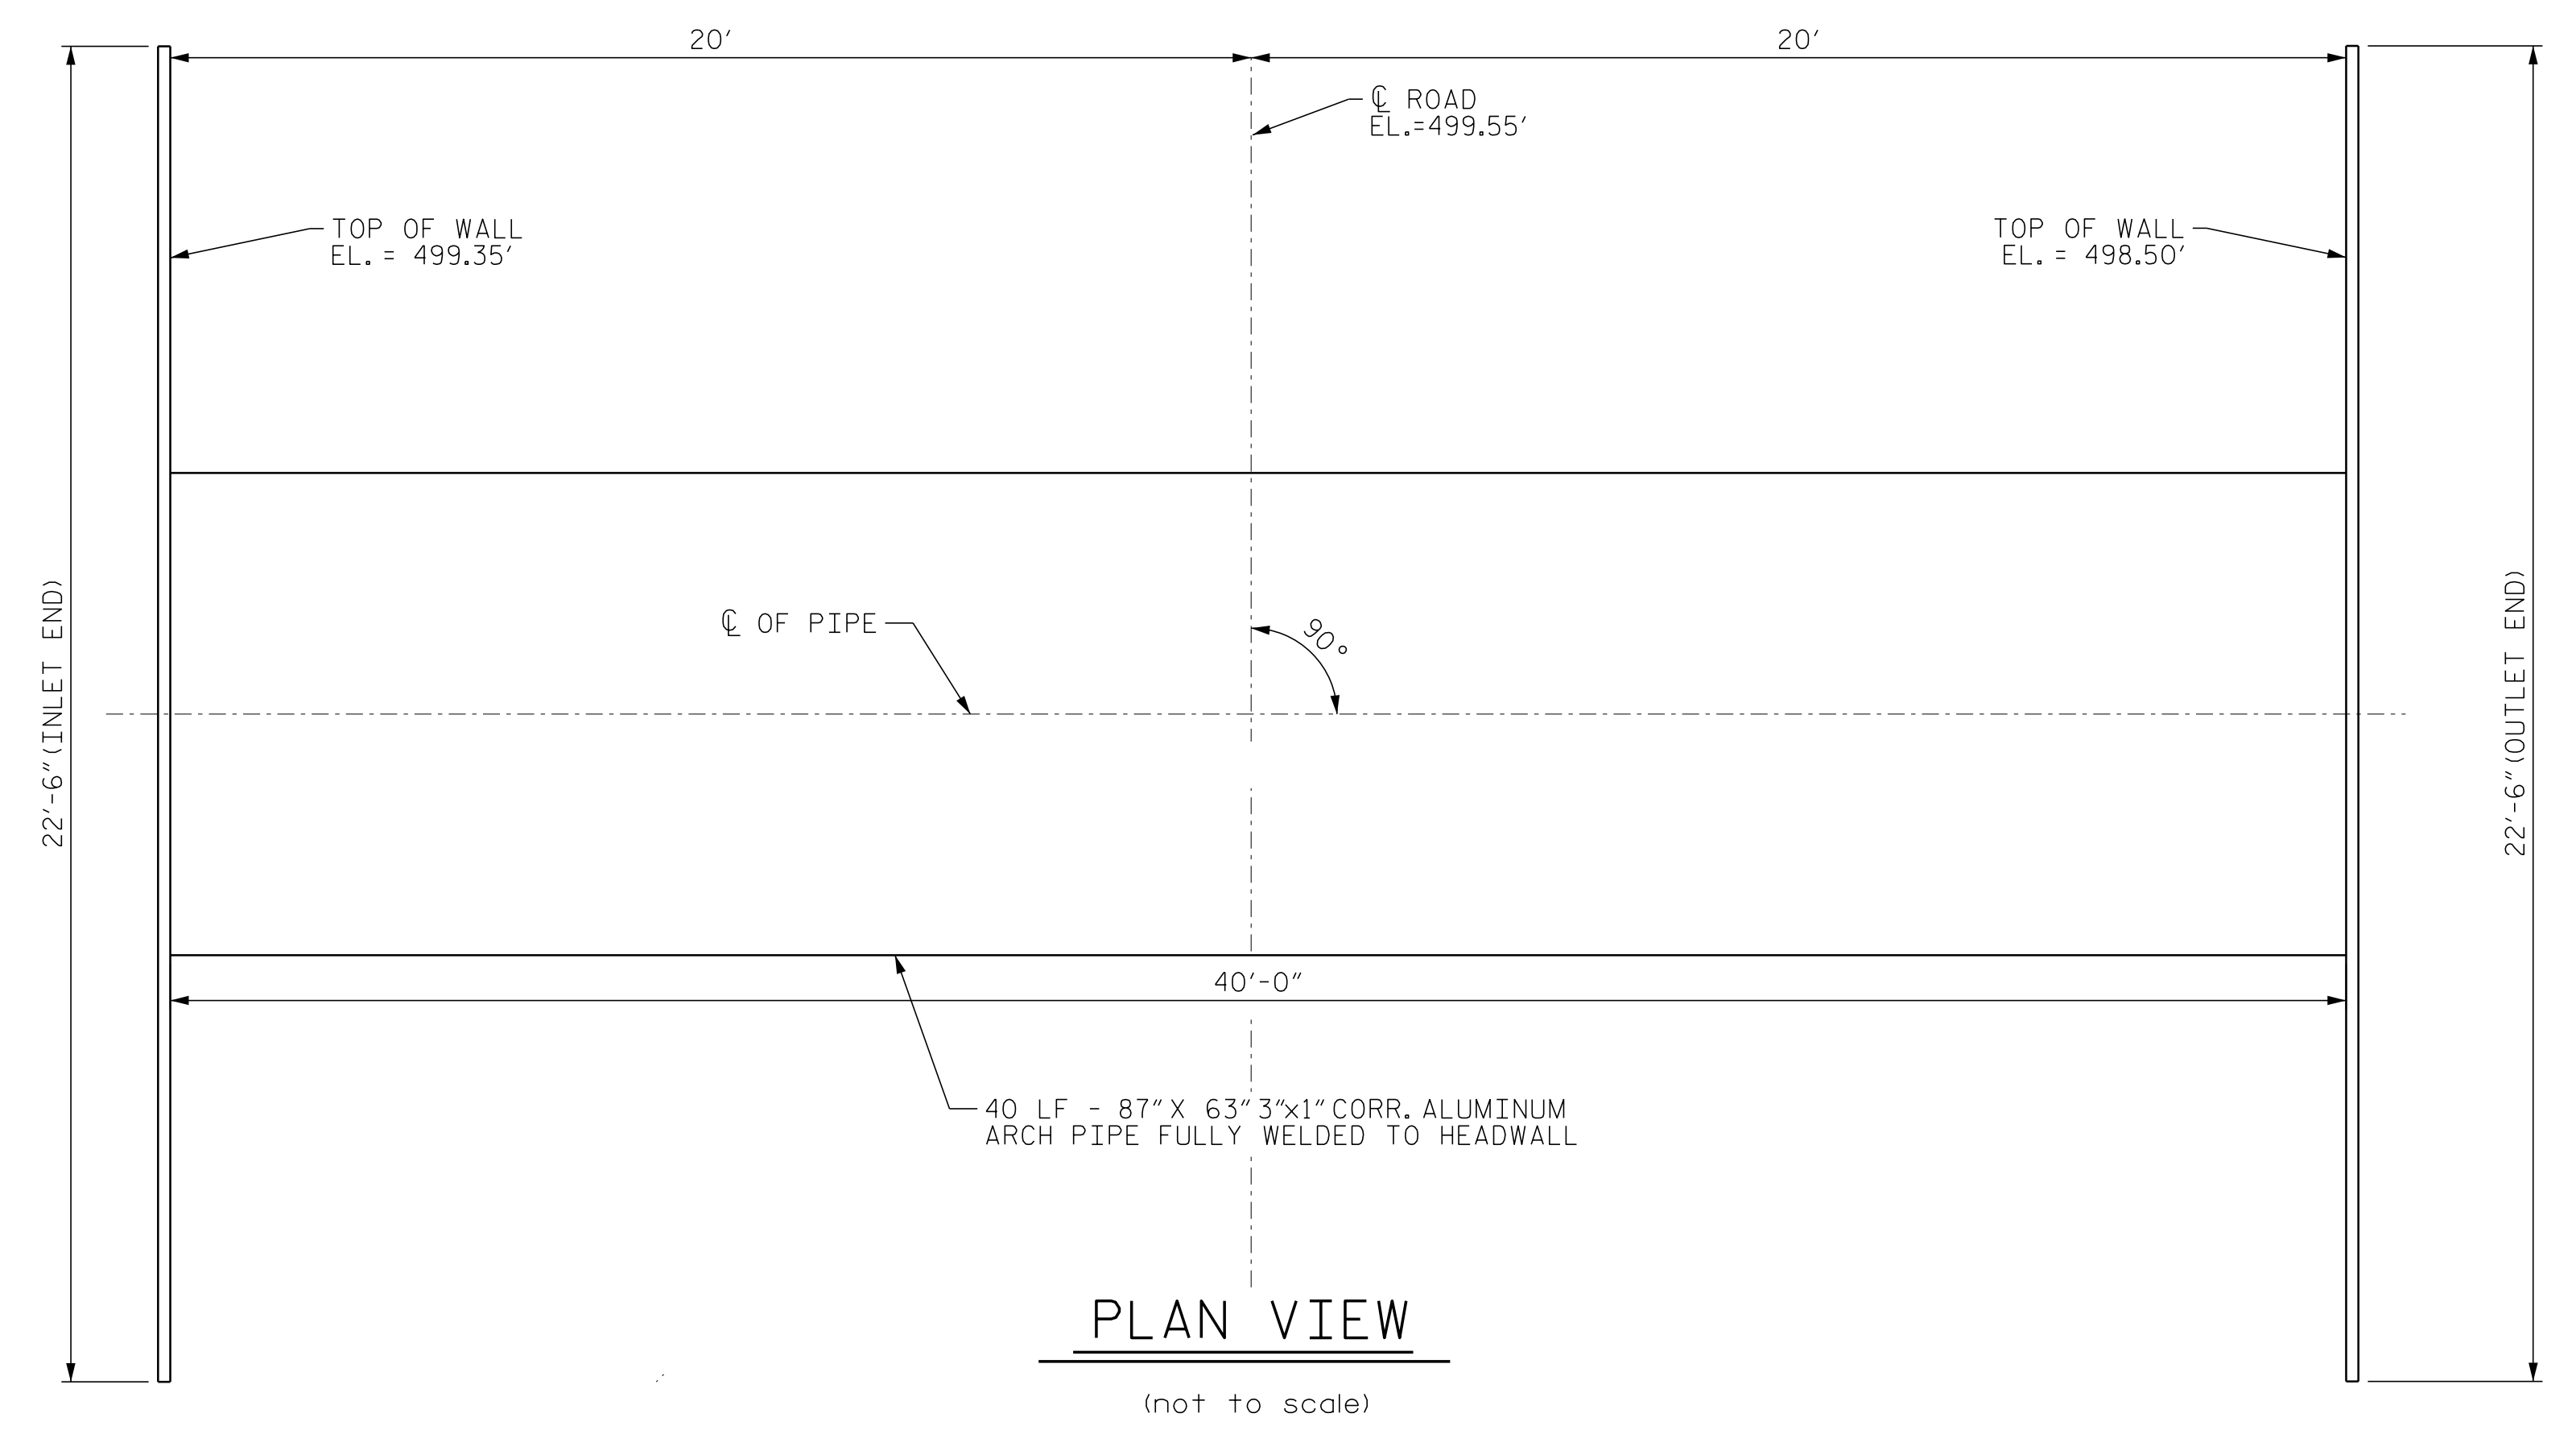 20'
20'
℄ ROAD
EL.=499.55'
TOP OF WALL
EL. = 499.35'
TOP OF WALL
EL. = 498.50'
22'-6"(INLET END)
℄ OF PIPE
90°
22'-6"(OUTLET END)
40'-0"
40 LF - 87"X 63"3"x1"CORR. ALUMINUM
ARCH PIPE FULLY WELDED TO HEADWALL
PLAN VIEW
(not to scale)